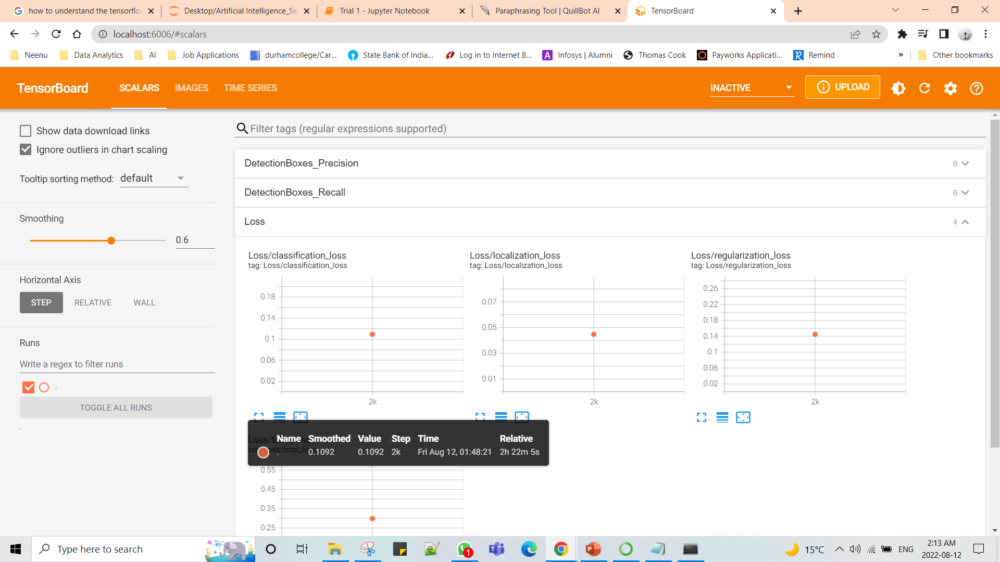 how to understand the tensorflow
Desktop/Artificial Intelligence_Se
Trial 1 - Jupyter Notebook
Paraphrasing Tool | QuillBot AI
TensorBoard
localhost:6006/#scalars
Neenu
Data Analytics
AI
Job Applications
durhamcollege/Car...
State Bank of India...
Log in to Internet B...
Infosys | Alumni
Thomas Cook
Payworks Applicati...
Remind
»
Other bookmarks
TensorBoard
SCALARS
IMAGES
TIME SERIES
INACTIVE
UPLOAD
Show data download links
Ignore outliers in chart scaling
Tooltip sorting method: default
Smoothing
0.6
Horizontal Axis
STEP
RELATIVE
WALL
Runs
Write a regex to filter runs
.
TOGGLE ALL RUNS
.
Filter tags (regular expressions supported)
DetectionBoxes_Precision
6
DetectionBoxes_Recall
6
Loss
4
Loss/classification_loss
tag: Loss/classification_loss
0.18
0.14
0.1
0.06
0.02
2k
Loss/localization_loss
tag: Loss/localization_loss
0.07
0.05
0.03
0.01
2k
Loss/regularization_loss
tag: Loss/regularization_loss
0.26
0.22
0.18
0.14
0.1
0.06
0.02
2k
Loss/total_loss
tag: Loss/total_loss
Name Smoothed Value Step Time Relative
. 0.1092 0.1092 2k Fri Aug 12, 01:48:21 2h 22m 5s
0.55
0.45
0.35
0.25
Type here to search
1
15°C
ENG
2:13 AM
2022-08-12